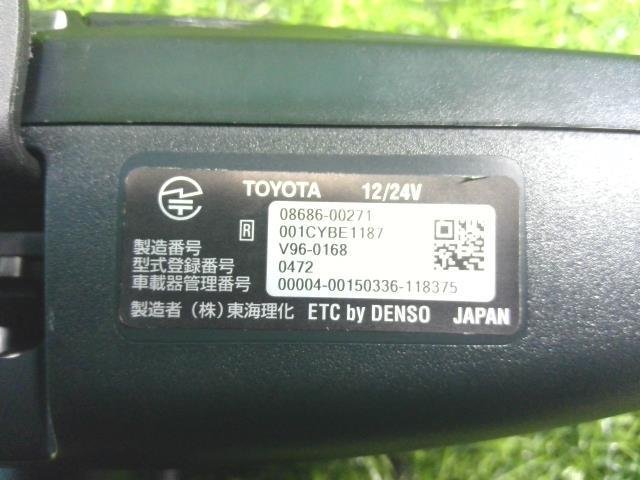 TOYOTA 12/24V
08686-00271
R 001CYBE1187
製造番号 V96-0168
型式登録番号 0472
車載器管理番号 00004-00150336-118375
製造者(株)東海理化 ETC by DENSO JAPAN